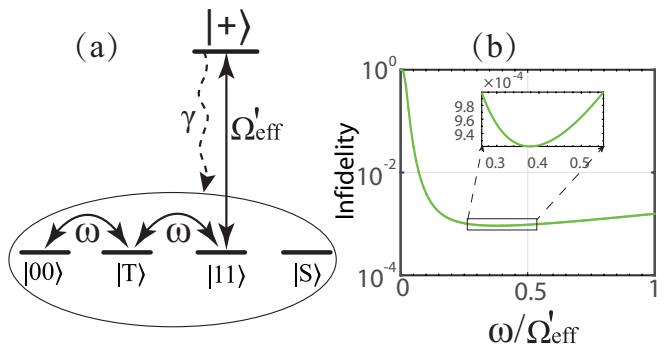 (a)
|+⟩
γ
Ω'eff
ω
ω
|00⟩
|T⟩
|11⟩
|S⟩
(b)
Infidelity
10^0
10^-2
10^-4
×10^-4
9.8
9.6
9.4
0.3 0.4 0.5
0 0.5 1
ω/Ω'eff